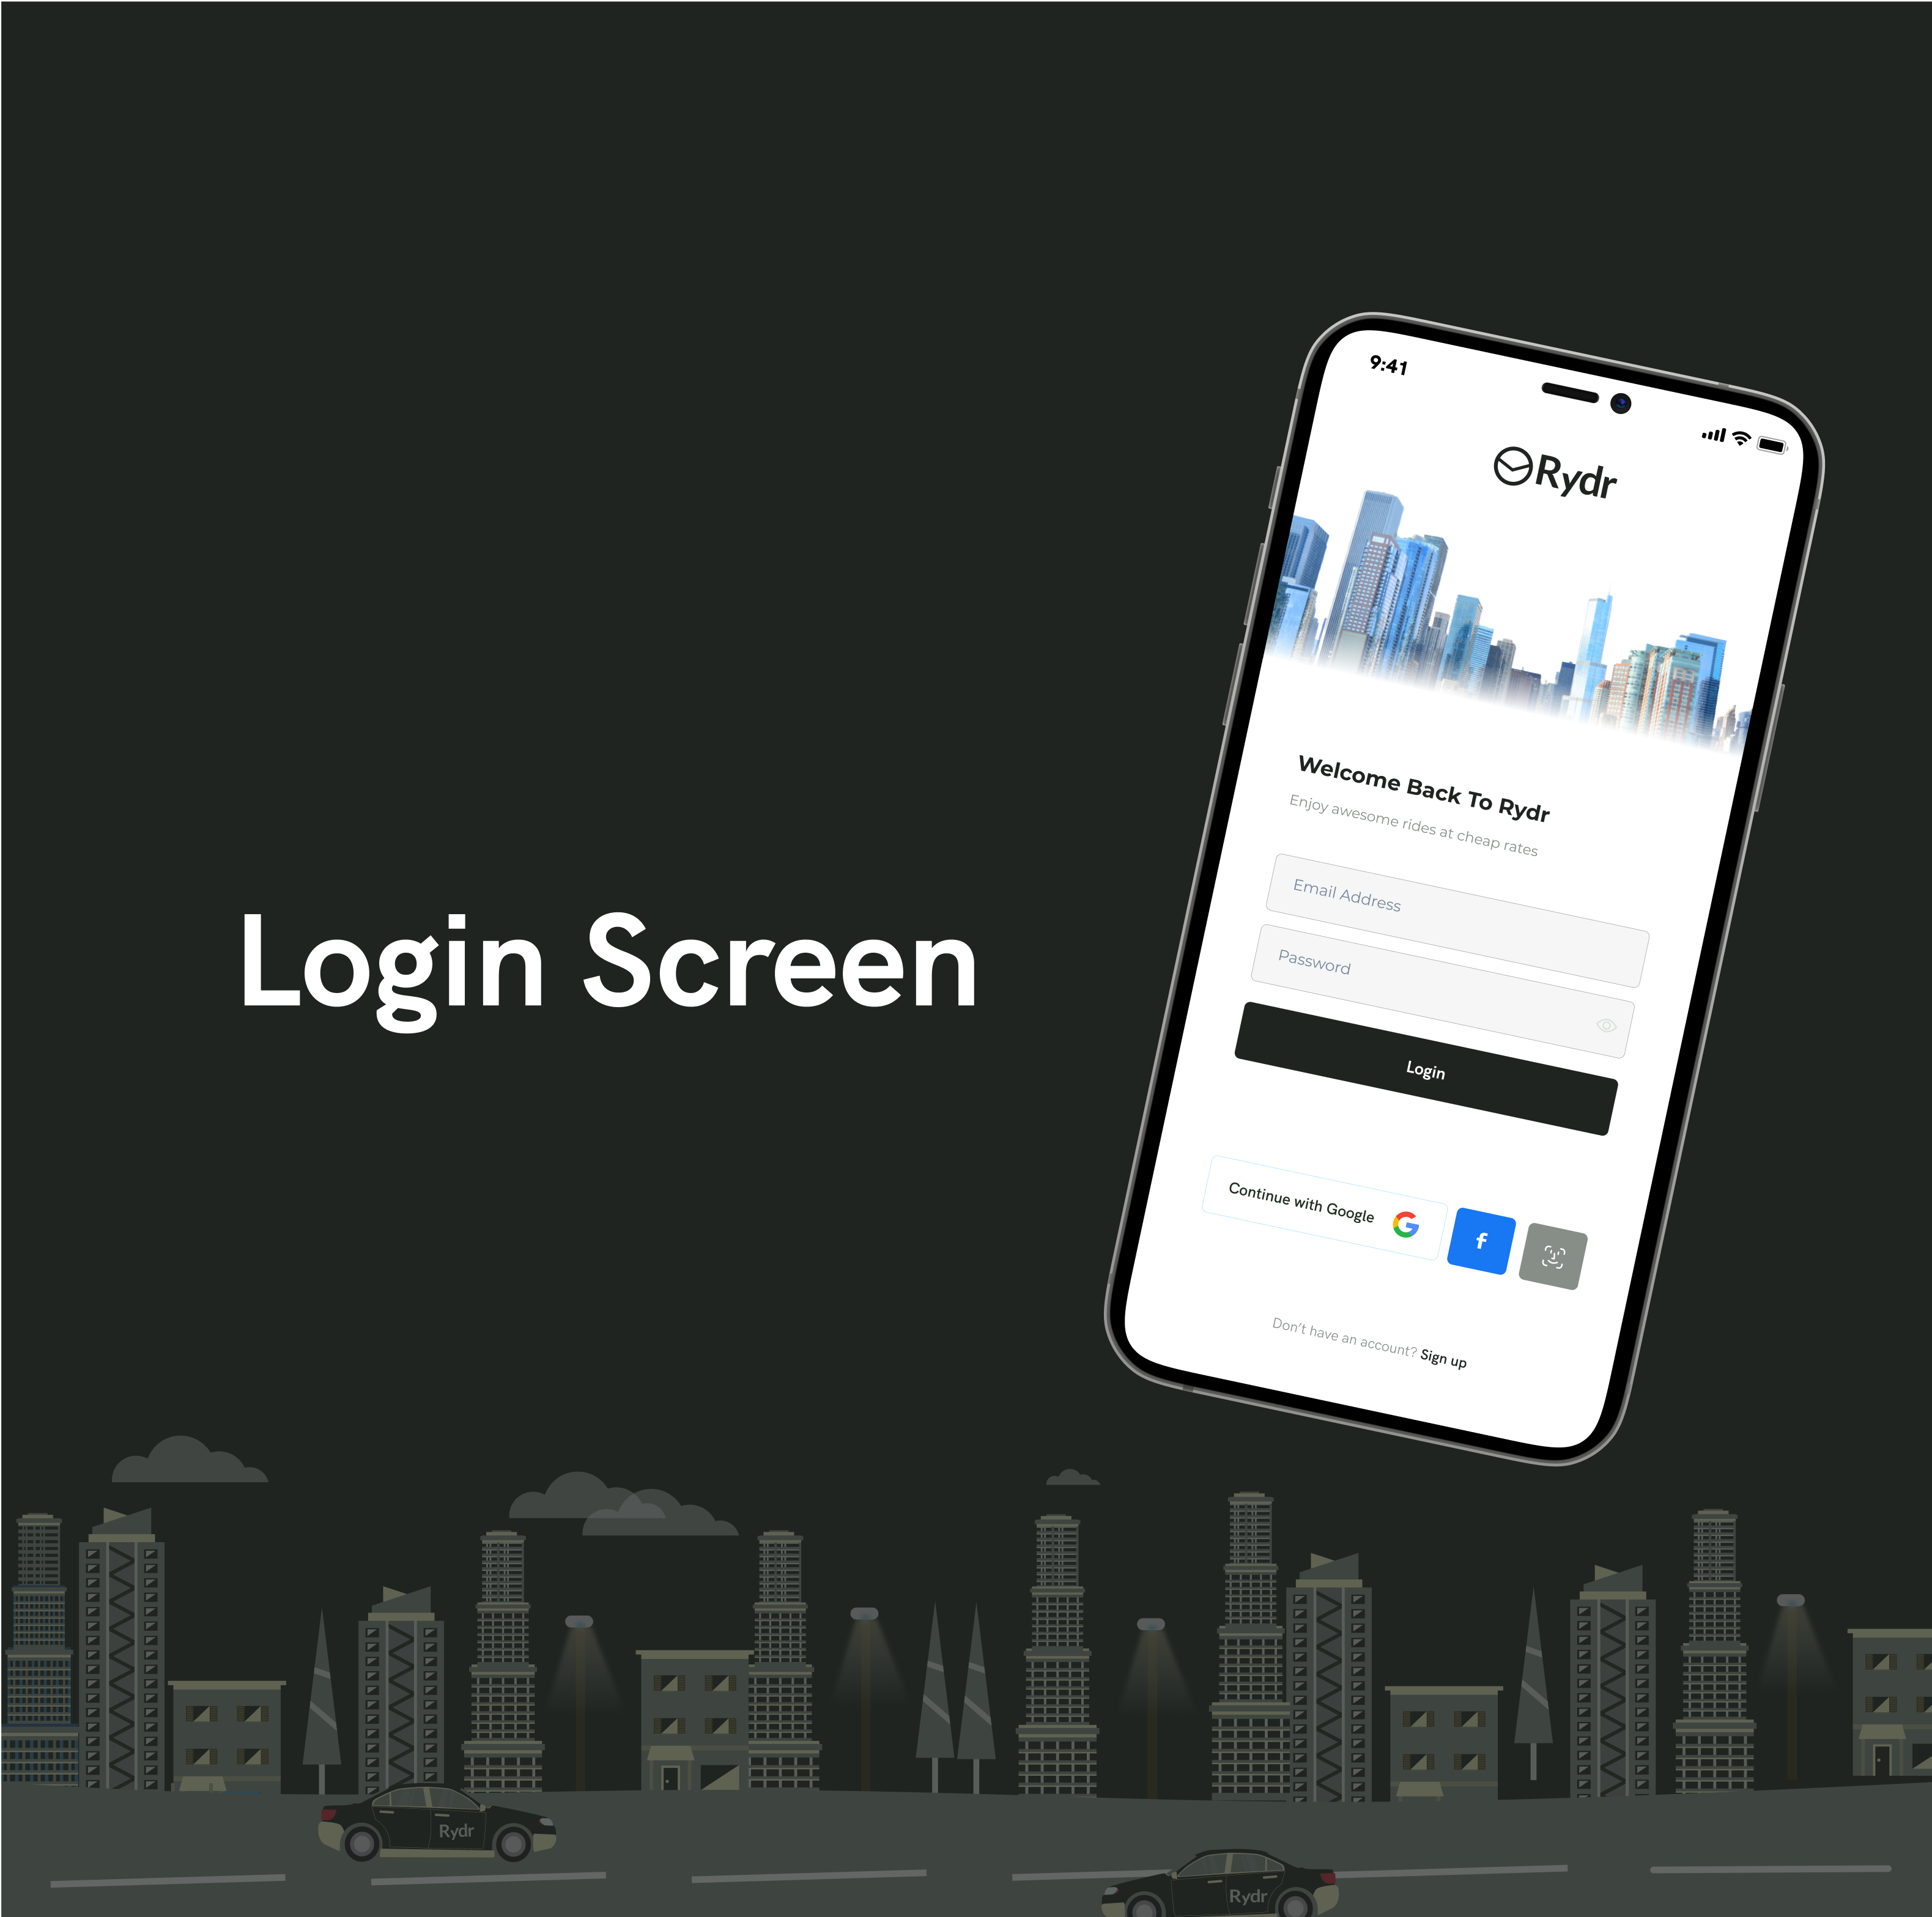 Login Screen
9:41
Rydr
Welcome Back To Rydr
Enjoy awesome rides at cheap rates
Email Address
Password
Login
Continue with Google
f
Don't have an account? Sign up
Rydr
Rydr